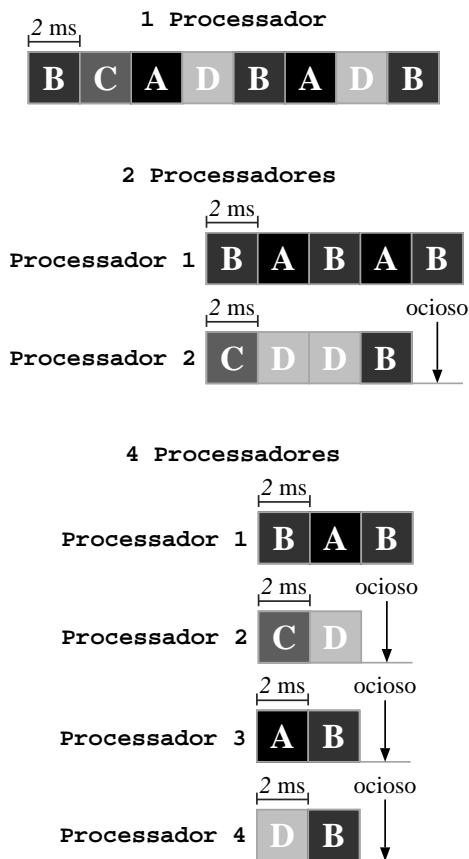 1 Processador
2 ms
B C A D B A D B
2 Processadores
2 ms
Processador 1 B A B A B
2 ms ocioso
Processador 2 C D D B
4 Processadores
2 ms
Processador 1 B A B
2 ms ocioso
Processador 2 C D
2 ms ocioso
Processador 3 A B
2 ms ocioso
Processador 4 D B